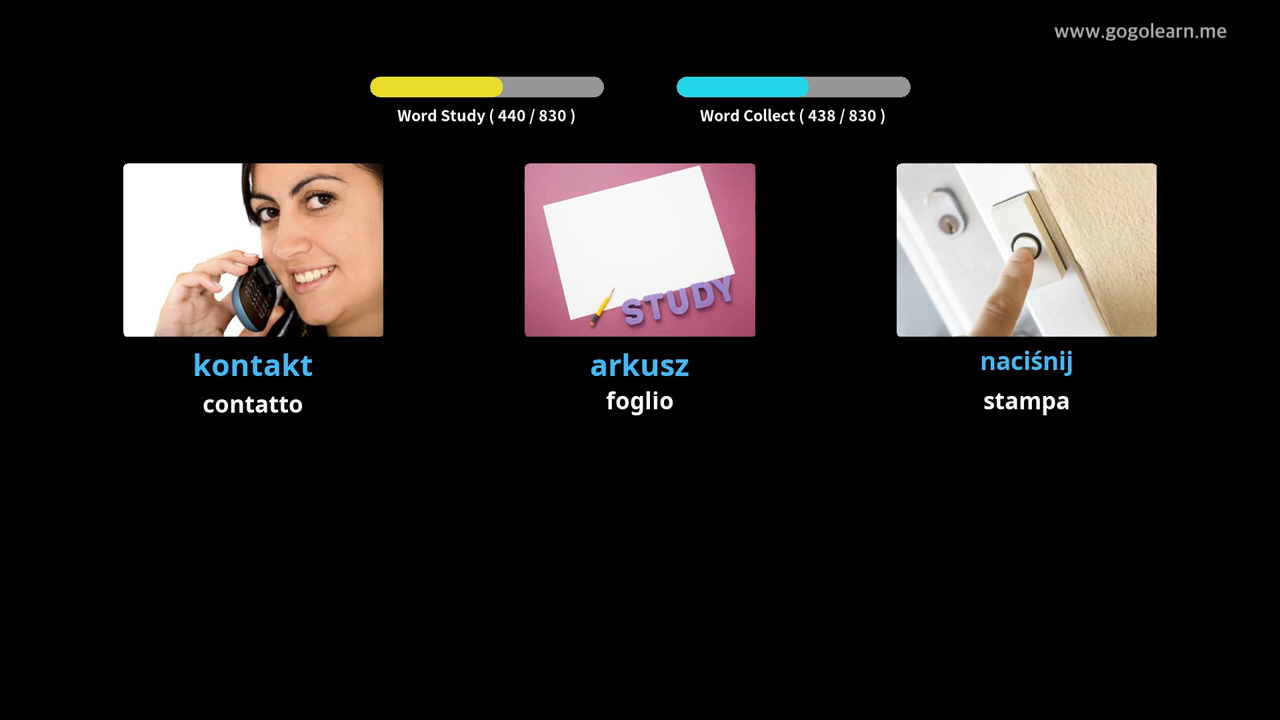 www.gogolearn.me
Word Study ( 440 / 830 )
Word Collect ( 438 / 830 )
STUDY
kontakt
contatto
arkusz
foglio
naciśnij
stampa